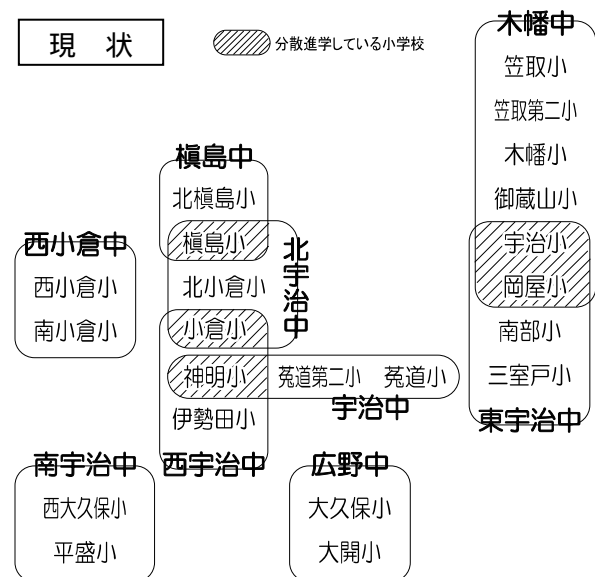 現 状
分散進学している小学校
木幡中
笠取小
笠取第二小
木幡小
御蔵山小
宇治小
岡屋小
南部小
三室戸小
東宇治中
槇島中
北槇島小
槇島小
北小倉小
小倉小
北宇治中
西小倉中
西小倉小
南小倉小
神明小
菟道第二小 菟道小
宇治中
伊勢田小
西宇治中
南宇治中
西大久保小
平盛小
広野中
大久保小
大開小